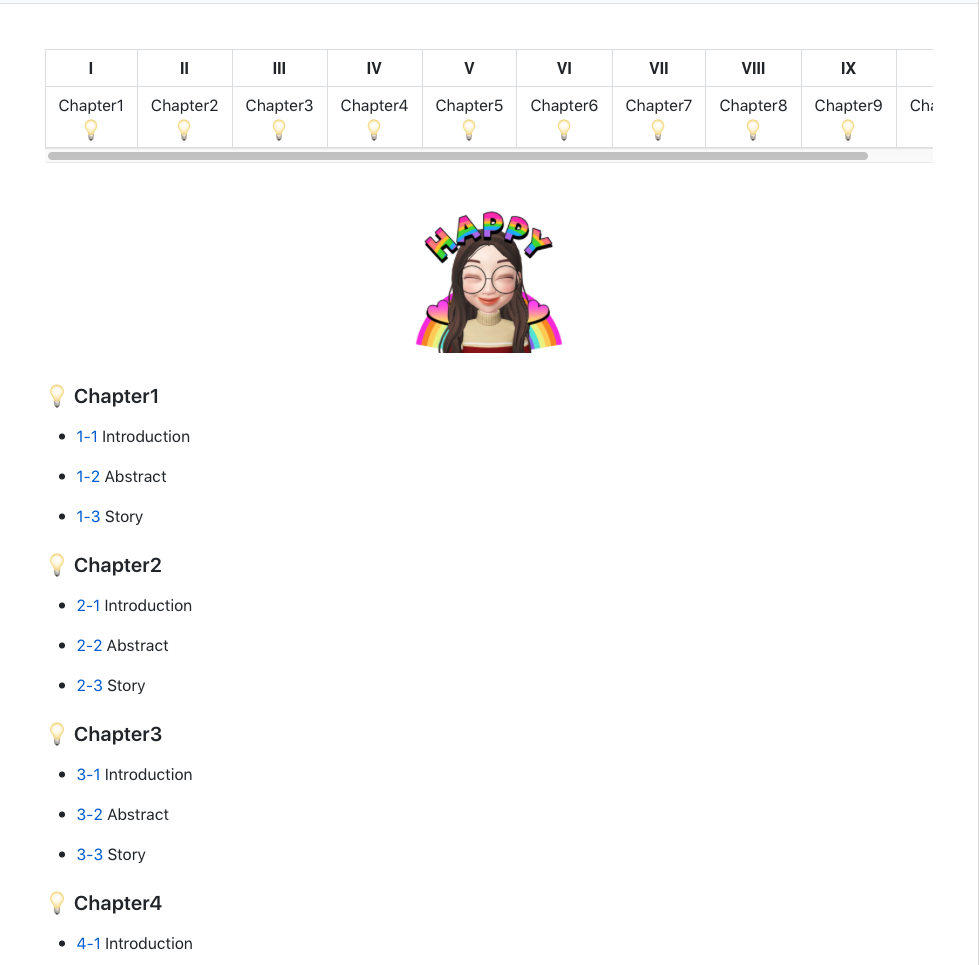 I II III IV V VI VII VIII IX
Chapter1 Chapter2 Chapter3 Chapter4 Chapter5 Chapter6 Chapter7 Chapter8 Chapter9
HAPPY
Chapter1
1-1 Introduction
1-2 Abstract
1-3 Story
Chapter2
2-1 Introduction
2-2 Abstract
2-3 Story
Chapter3
3-1 Introduction
3-2 Abstract
3-3 Story
Chapter4
4-1 Introduction